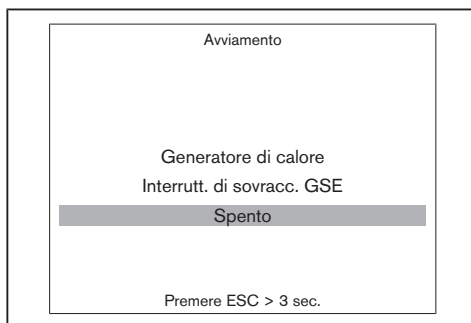 Avviamento
Generatore di calore
Interrutt. di sovracc. GSE
Spento
Premere ESC > 3 sec.